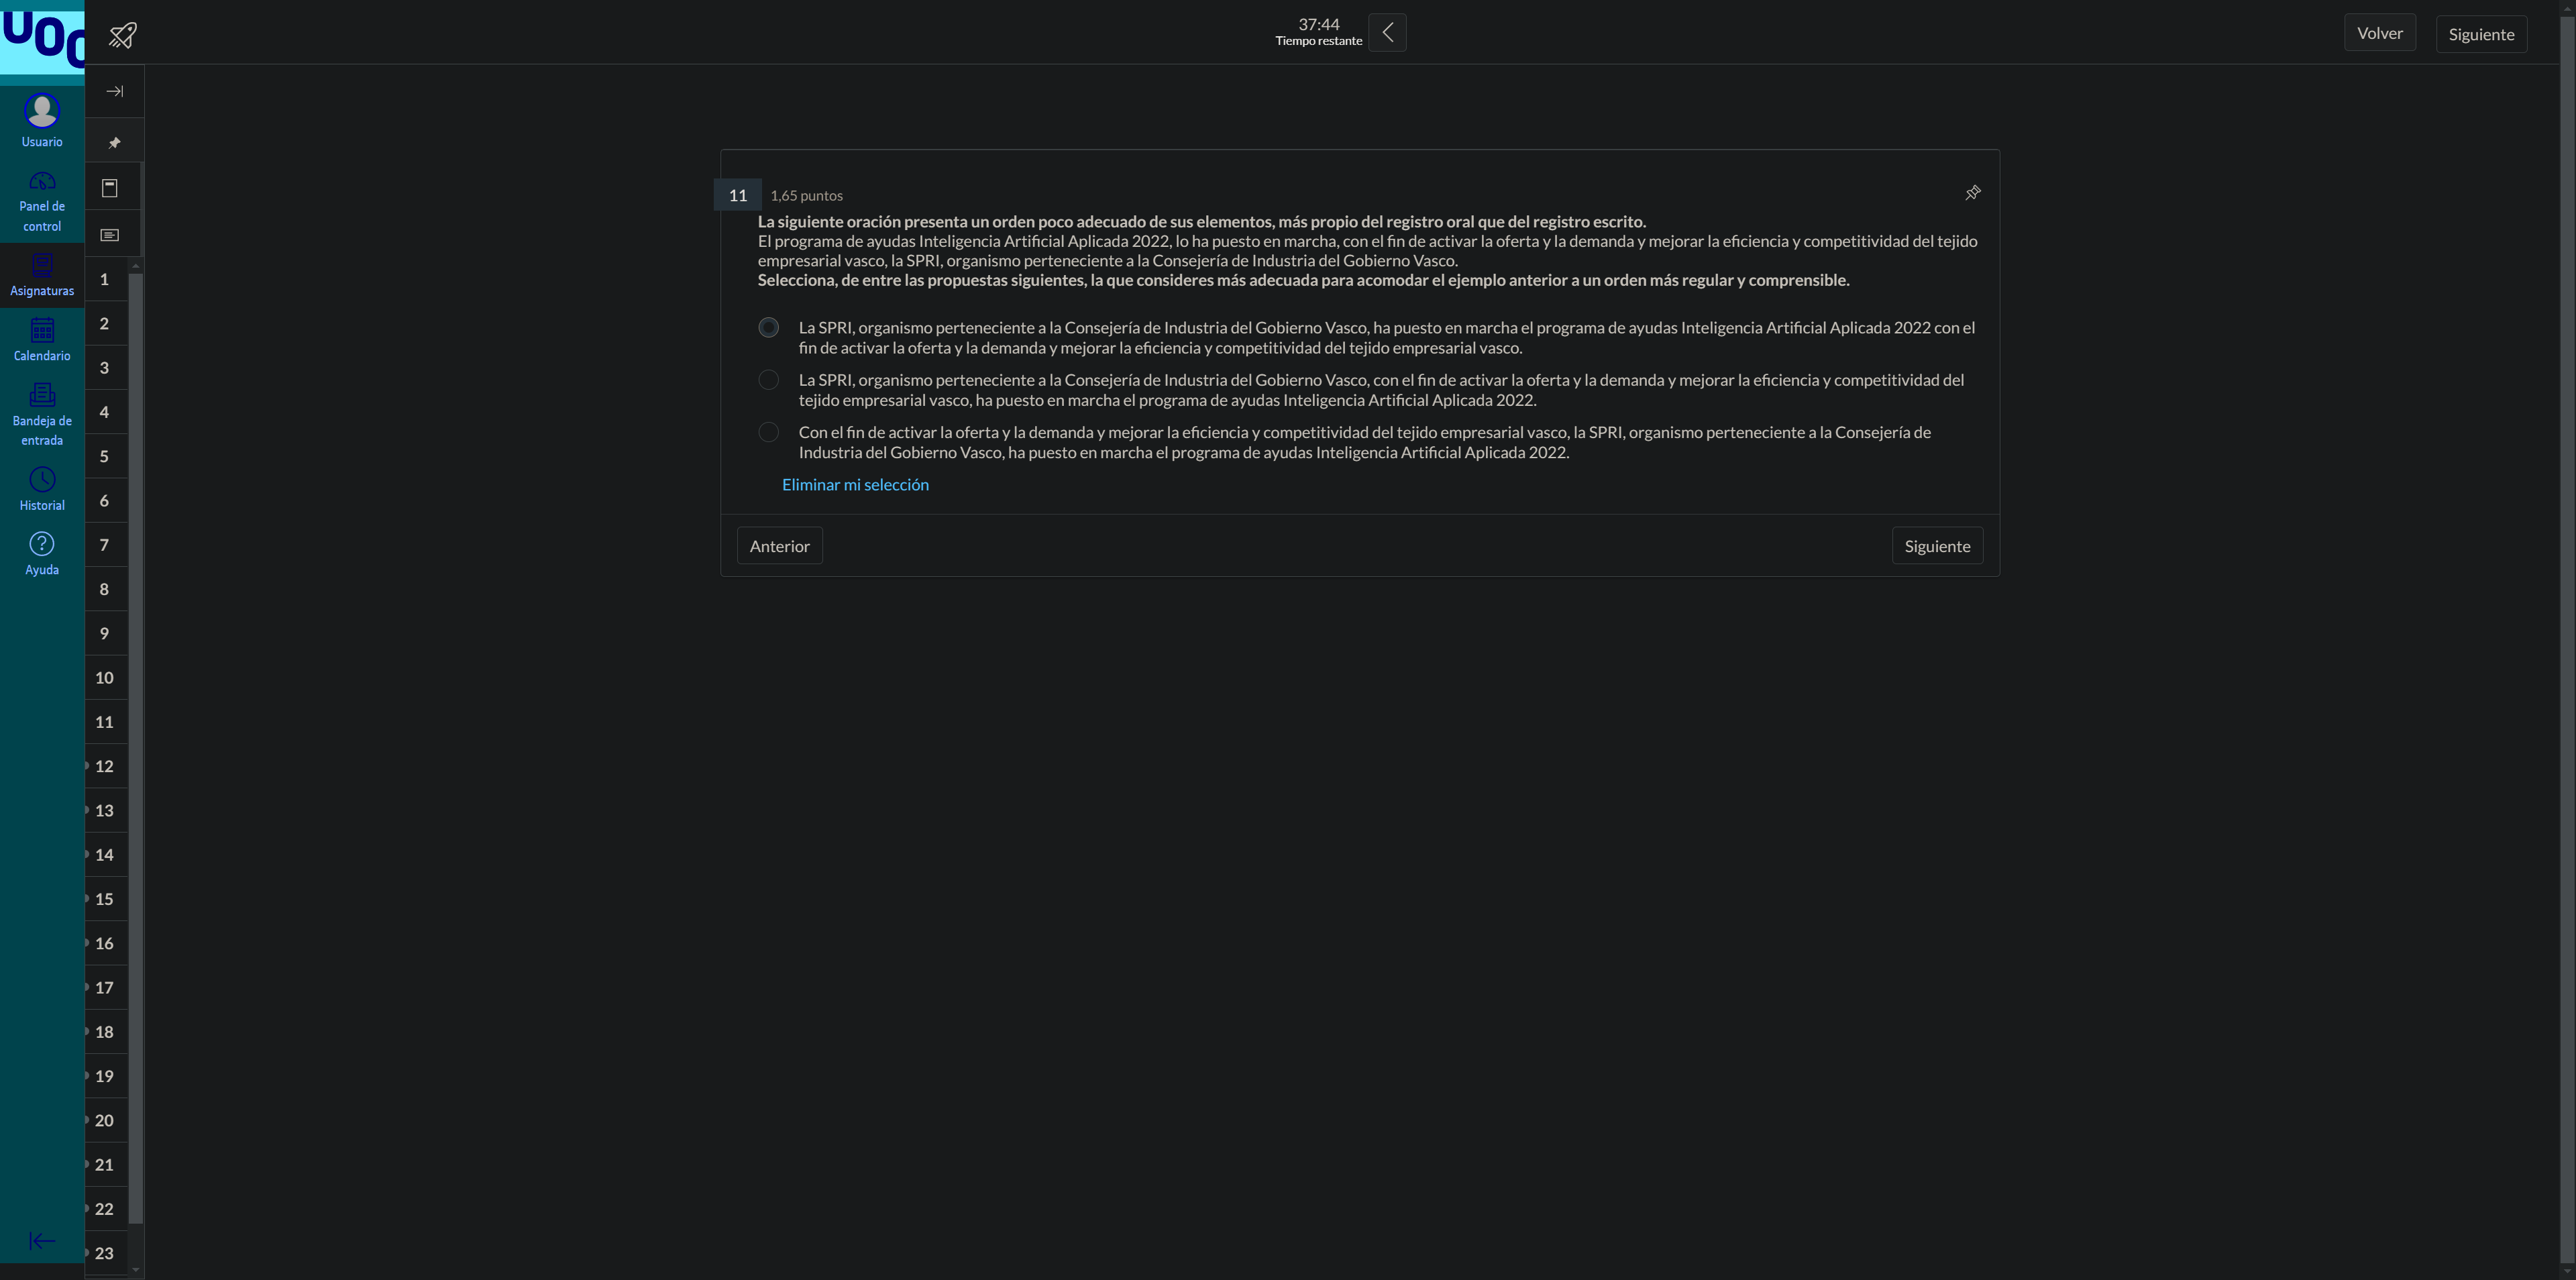 UOC
37:44
Tiempo restante
Volver
Siguiente
Usuario
Panel de
control
Asignaturas
Calendario
Bandeja de
entrada
Historial
Ayuda
1
2
3
4
5
6
7
8
9
10
11
12
13
14
15
16
17
18
19
20
21
22
23
11
1,65 puntos
La siguiente oración presenta un orden poco adecuado de sus elementos, más propio del registro oral que del registro escrito.
El programa de ayudas Inteligencia Artificial Aplicada 2022, lo ha puesto en marcha, con el fin de activar la oferta y la demanda y mejorar la eficiencia y competitividad del tejido
empresarial vasco, la SPRI, organismo perteneciente a la Consejería de Industria del Gobierno Vasco.
Selecciona, de entre las propuestas siguientes, la que consideres más adecuada para acomodar el ejemplo anterior a un orden más regular y comprensible.
La SPRI, organismo perteneciente a la Consejería de Industria del Gobierno Vasco, ha puesto en marcha el programa de ayudas Inteligencia Artificial Aplicada 2022 con el
fin de activar la oferta y la demanda y mejorar la eficiencia y competitividad del tejido empresarial vasco.
La SPRI, organismo perteneciente a la Consejería de Industria del Gobierno Vasco, con el fin de activar la oferta y la demanda y mejorar la eficiencia y competitividad del
tejido empresarial vasco, ha puesto en marcha el programa de ayudas Inteligencia Artificial Aplicada 2022.
Con el fin de activar la oferta y la demanda y mejorar la eficiencia y competitividad del tejido empresarial vasco, la SPRI, organismo perteneciente a la Consejería de
Industria del Gobierno Vasco, ha puesto en marcha el programa de ayudas Inteligencia Artificial Aplicada 2022.
Eliminar mi selección
Anterior
Siguiente